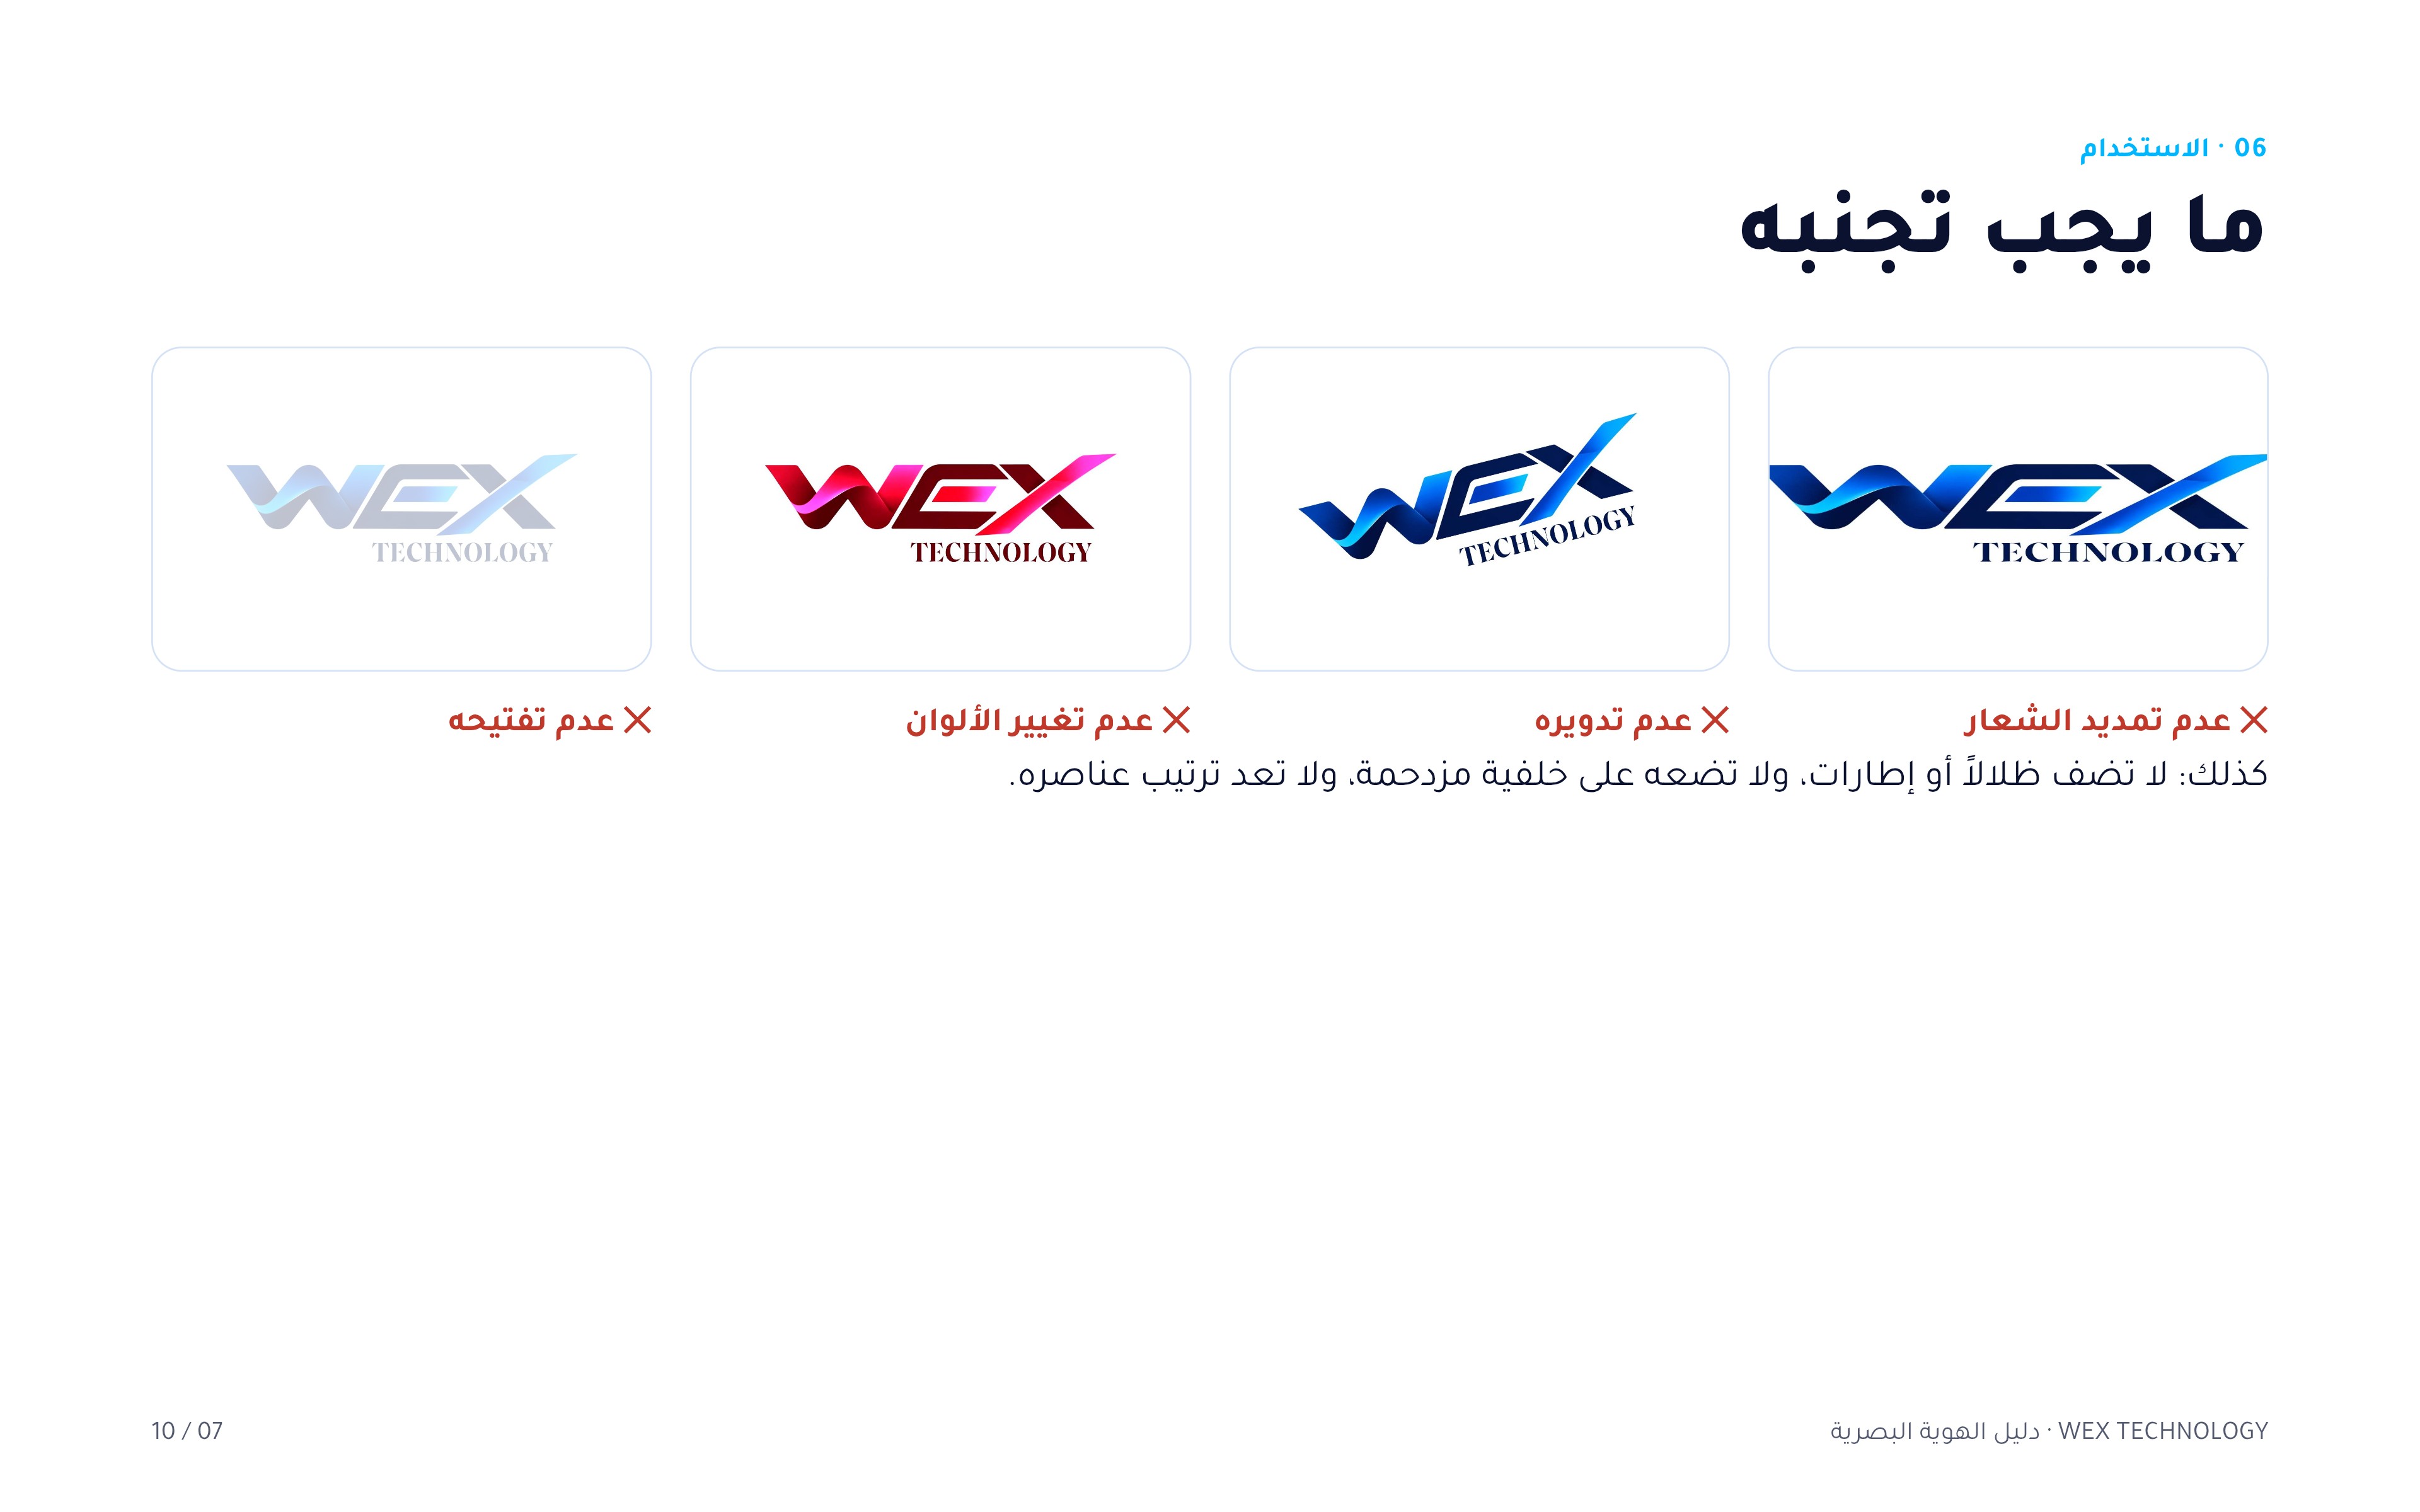 06 · الاستخدام
ما يجب تجنبه
WEX
TECHNOLOGY
WEX
TECHNOLOGY
WEX
TECHNOLOGY
WEX
TECHNOLOGY
✕ عدم تمديد الشعار
✕ عدم تدويره
✕ عدم تغيير الألوان
✕ عدم تفتيحه
كذلك: لا تضف ظلالاً أو إطارات، ولا تضعه على خلفية مزدحمة، ولا تعد ترتيب عناصره.
WEX TECHNOLOGY · دليل الهوية البصرية
10 / 07